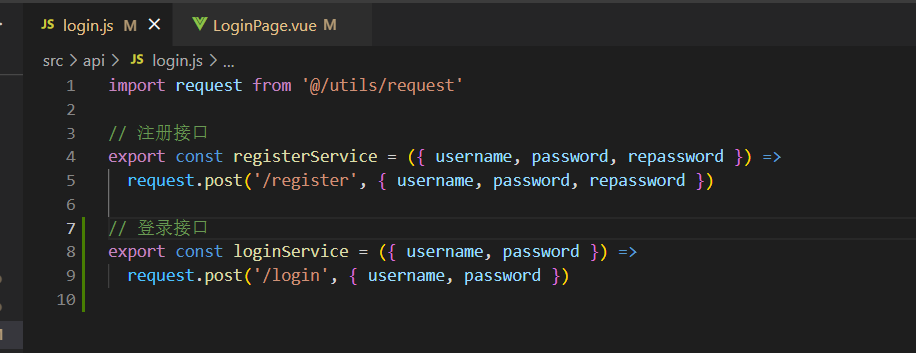 JS login.js M × LoginPage.vue M
src > api > JS login.js > ...
1 import request from '@/utils/request'
2
3 // 注册接口
4 export const registerService = ({ username, password, repassword }) =>
5 request.post('/register', { username, password, repassword })
6
7 // 登录接口
8 export const loginService = ({ username, password }) =>
9 request.post('/login', { username, password })
10